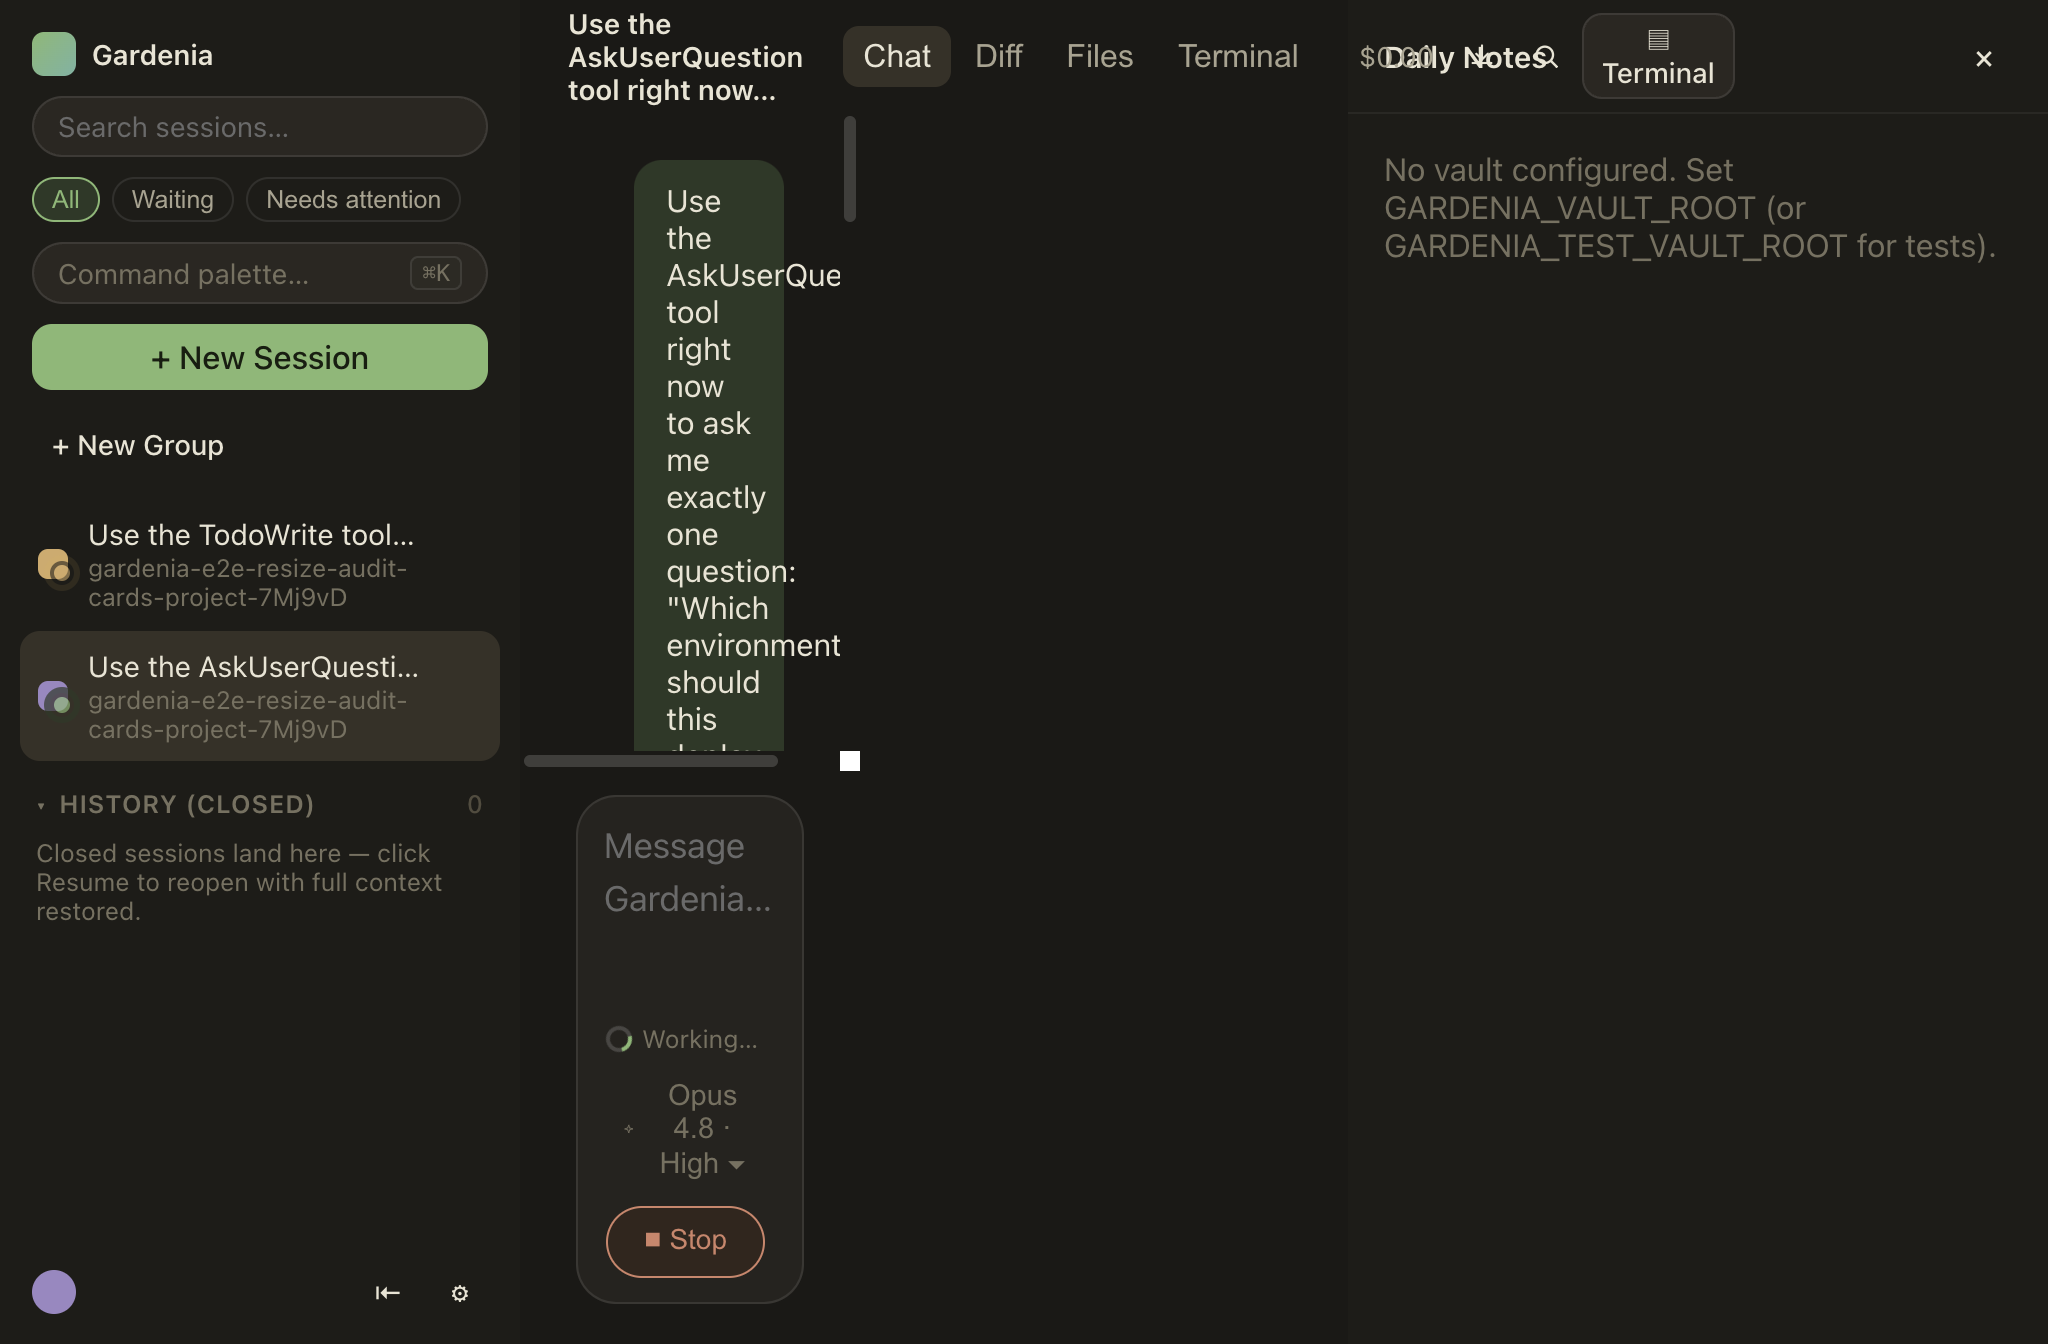 Gardenia
Search sessions...
All
Waiting
Needs attention
Command palette...
⌘K
+ New Session
+ New Group
Use the TodoWrite tool...
gardenia-e2e-resize-audit-
cards-project-7Mj9vD
Use the AskUserQuesti...
gardenia-e2e-resize-audit-
cards-project-7Mj9vD
HISTORY (CLOSED)
0
Closed sessions land here — click
Resume to reopen with full context
restored.
Use the
AskUserQuestion
tool right now...
Chat
Diff
Files
Terminal
$0.00
Use
the
AskUserQue
tool
right
now
to ask
me
exactly
one
question:
"Which
environment
should
this
deploy
Message
Gardenia...
Working...
Opus
4.8 ·
High
Stop
Daily Notes
Terminal
×
No vault configured. Set
GARDENIA_VAULT_ROOT (or
GARDENIA_TEST_VAULT_ROOT for tests).